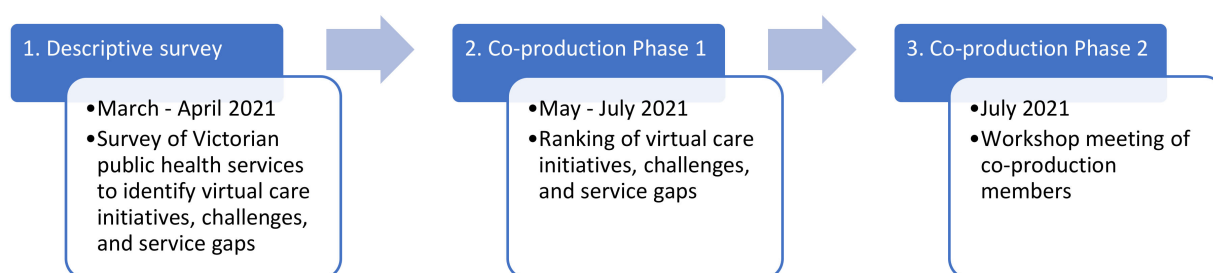 1. Descriptive survey
•March - April 2021
•Survey of Victorian
public health services
to identify virtual care
initiatives, challenges,
and service gaps
2. Co-production Phase 1
•May - July 2021
•Ranking of virtual care
initiatives, challenges,
and service gaps
3. Co-production Phase 2
•July 2021
•Workshop meeting of
co-production
members